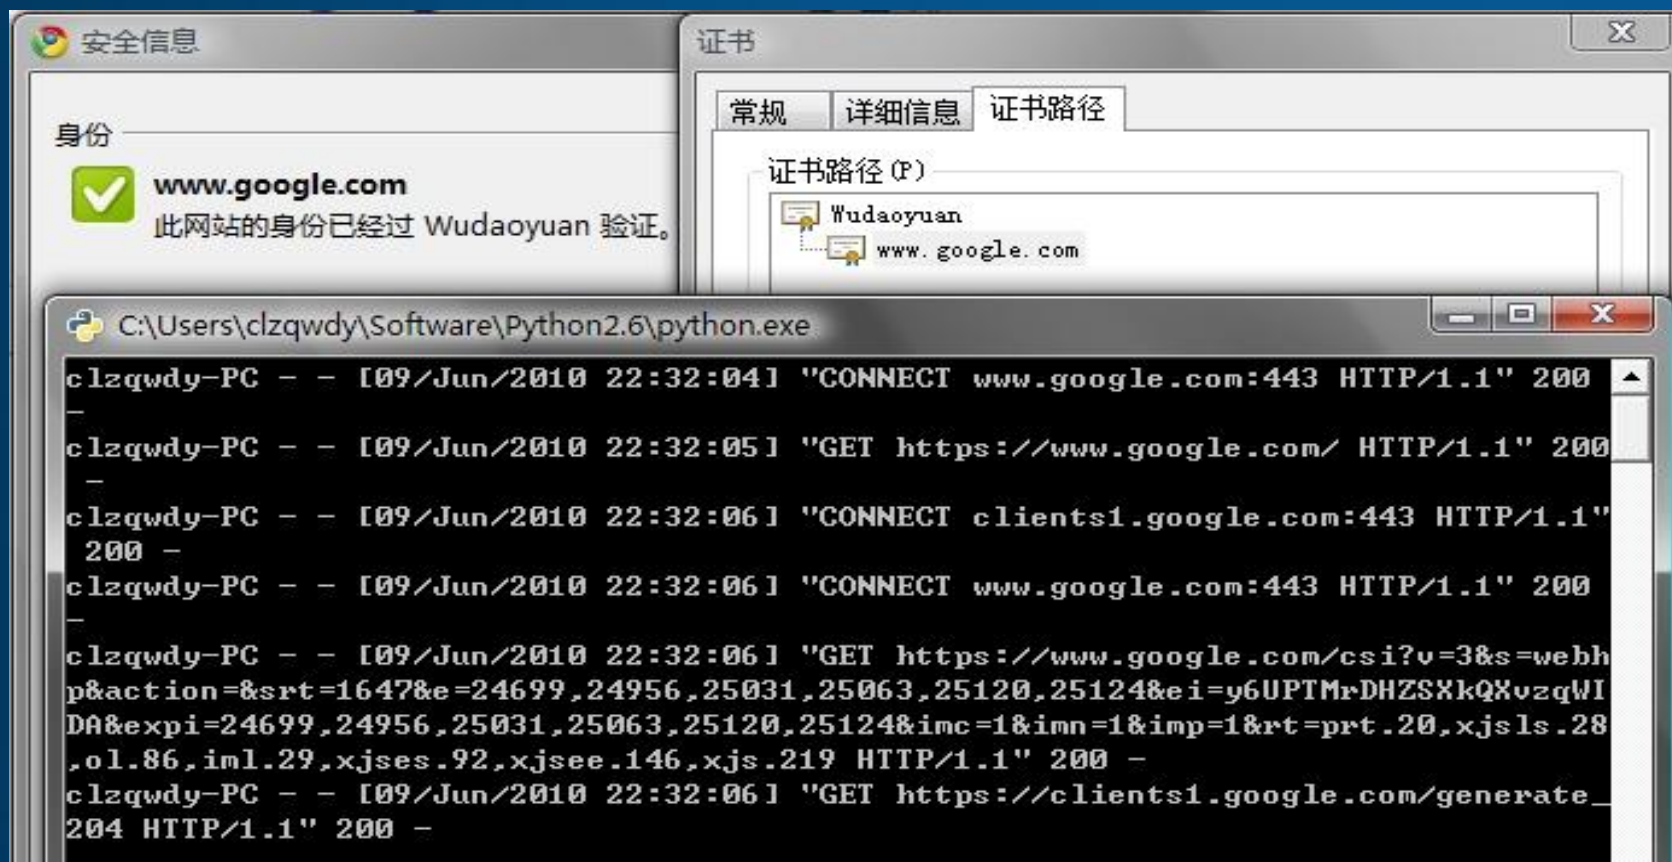 安全信息
身份
www.google.com
此网站的身份已经过 Wudaoyuan 验证。
证书
常规
详细信息
证书路径
证书路径(P)
Wudaoyuan
www.google.com
C:\Users\clzqwdy\Software\Python2.6\python.exe
clzqwdy-PC - - [09/Jun/2010 22:32:04] "CONNECT www.google.com:443 HTTP/1.1" 200
-
clzqwdy-PC - - [09/Jun/2010 22:32:05] "GET https://www.google.com/ HTTP/1.1" 200
-
clzqwdy-PC - - [09/Jun/2010 22:32:06] "CONNECT clients1.google.com:443 HTTP/1.1"
200 -
clzqwdy-PC - - [09/Jun/2010 22:32:06] "CONNECT www.google.com:443 HTTP/1.1" 200
-
clzqwdy-PC - - [09/Jun/2010 22:32:06] "GET https://www.google.com/csi?v=3&s=webh
p&action=&srt=1647&e=24699,24956,25031,25063,25120,25124&ei=y6UPTMrDHZSXkQXvzqWI
DA&expi=24699,24956,25031,25063,25120,25124&imc=1&imn=1&imp=1&rt=prt.20,xjsls.28
,ol.86,iml.29,xjses.92,xjsee.146,xjs.219 HTTP/1.1" 200 -
clzqwdy-PC - - [09/Jun/2010 22:32:06] "GET https://clients1.google.com/generate_
204 HTTP/1.1" 200 -